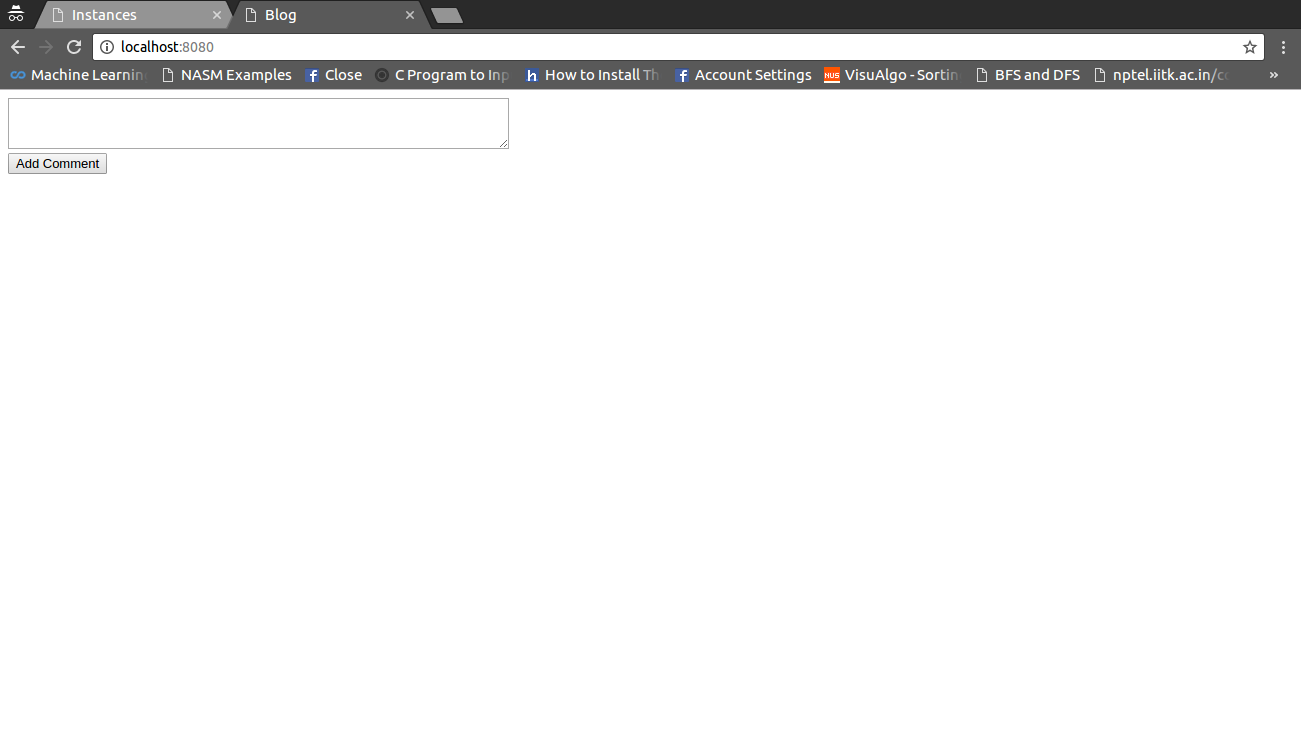 Instances Blog
localhost:8080
Machine Learnin NASM Examples Close C Program to Inp h How to Install Th Account Settings NUS VisuAlgo - Sortin BFS and DFS nptel.iitk.ac.in/co »
Add Comment